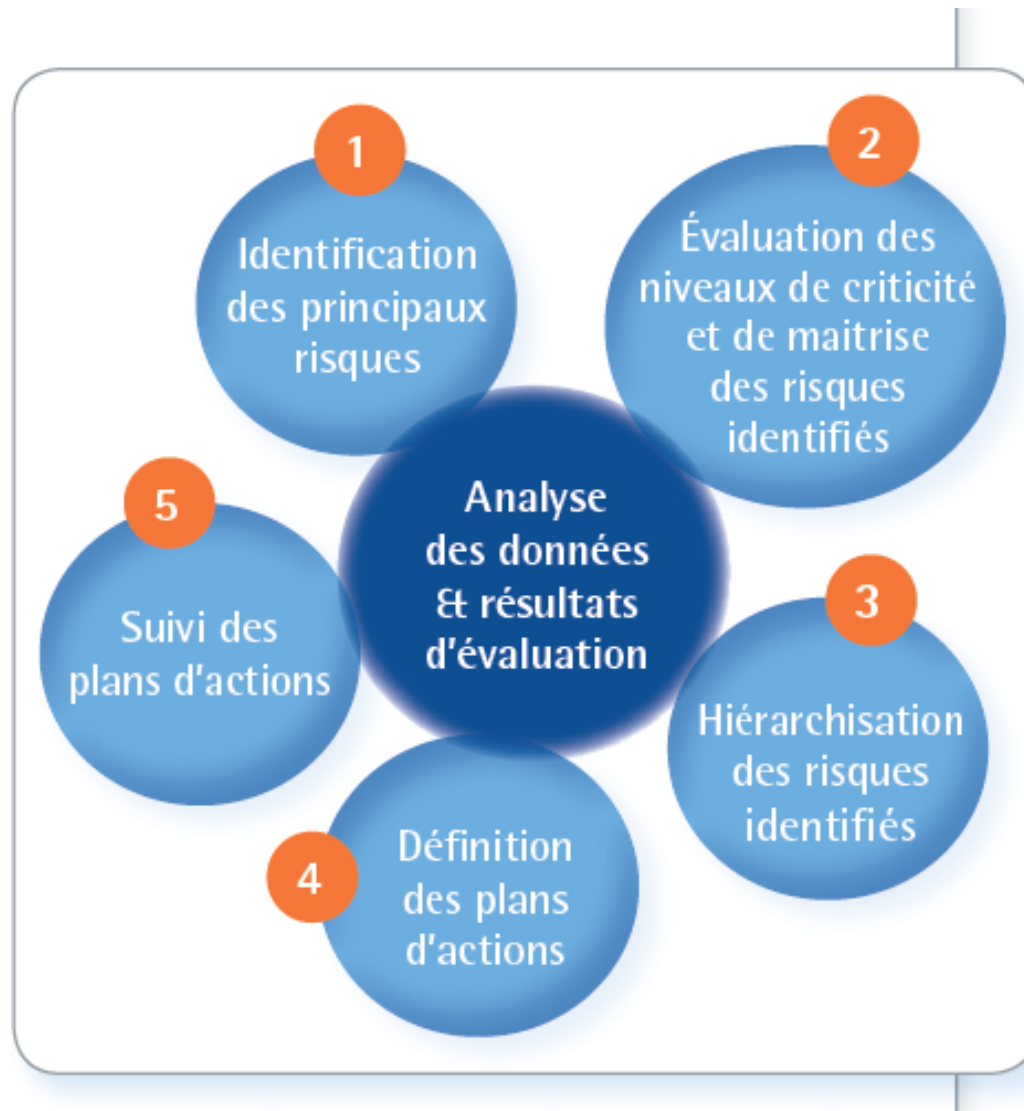 1
Identification
des principaux
risques
2
Évaluation des
niveaux de criticité
et de maitrise
des risques
identifiés
Analyse
des données
& résultats
d'évaluation
3
Hiérarchisation
des risques
identifiés
4
Définition
des plans
d'actions
5
Suivi des
plans d'actions